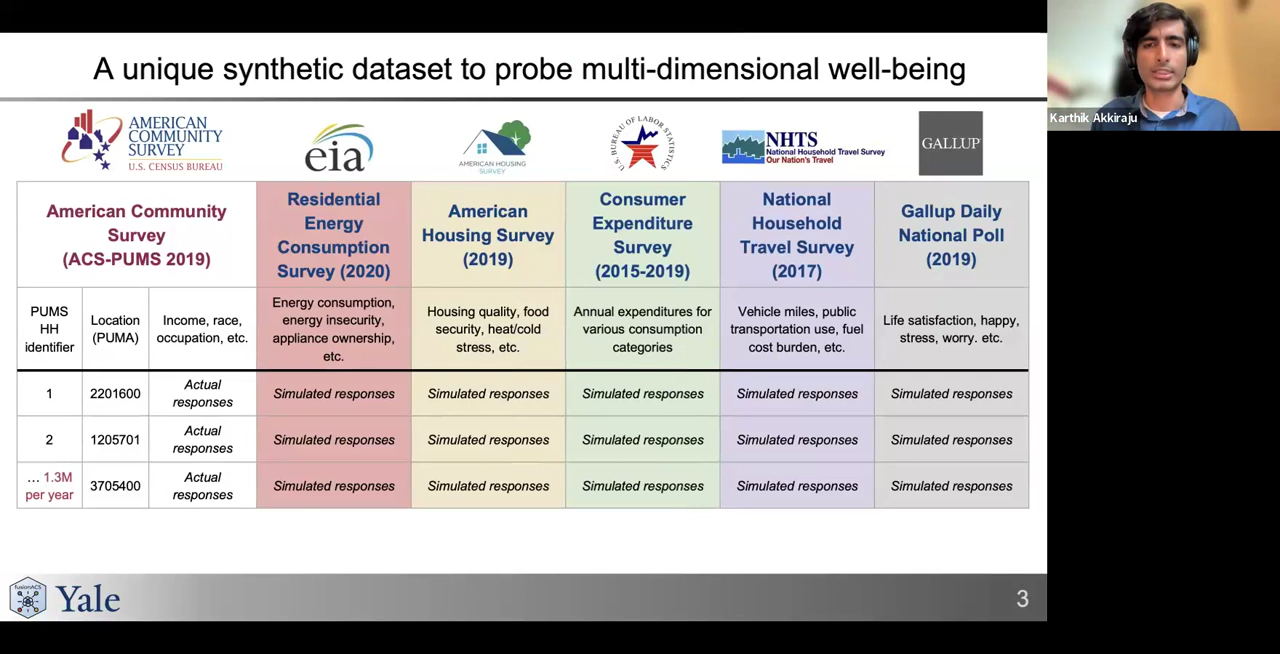 A unique synthetic dataset to probe multi-dimensional well-being
Karthik Akkiraju
AMERICAN
COMMUNITY
SURVEY
U.S. CENSUS BUREAU
eia
AMERICAN HOUSING
SURVEY
U.S. BUREAU OF LABOR STATISTICS
NHTS
National Household Travel Survey
Our Nation's Travel
GALLUP
American Community
Survey
(ACS-PUMS 2019)
Residential
Energy
Consumption
Survey (2020)
American
Housing Survey
(2019)
Consumer
Expenditure
Survey
(2015-2019)
National
Household
Travel Survey
(2017)
Gallup Daily
National Poll
(2019)
PUMS
HH
identifier
Location
(PUMA)
Income, race,
occupation, etc.
Energy consumption,
energy insecurity,
appliance ownership,
etc.
Housing quality, food
security, heat/cold
stress, etc.
Annual expenditures for
various consumption
categories
Vehicle miles, public
transportation use, fuel
cost burden, etc.
Life satisfaction, happy,
stress, worry. etc.
1
2201600
Actual
responses
Simulated responses
Simulated responses
Simulated responses
Simulated responses
Simulated responses
2
1205701
Actual
responses
Simulated responses
Simulated responses
Simulated responses
Simulated responses
Simulated responses
... 1.3M
per year
3705400
Actual
responses
Simulated responses
Simulated responses
Simulated responses
Simulated responses
Simulated responses
fusionACS
Yale
3